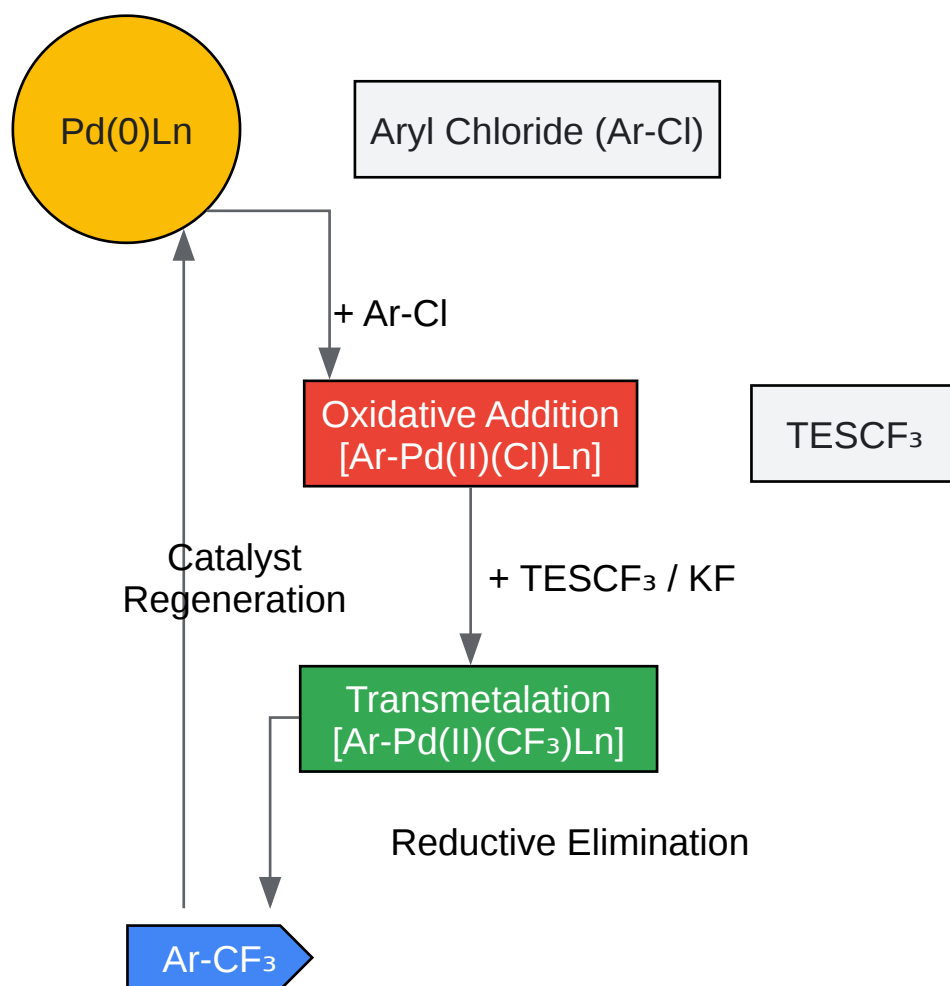 Pd(0)Ln
Aryl Chloride (Ar-Cl)
+ Ar-Cl
Oxidative Addition
[Ar-Pd(II)(Cl)Ln]
TESCF₃
Catalyst
Regeneration
+ TESCF₃ / KF
Transmetalation
[Ar-Pd(II)(CF₃)Ln]
Reductive Elimination
Ar-CF₃